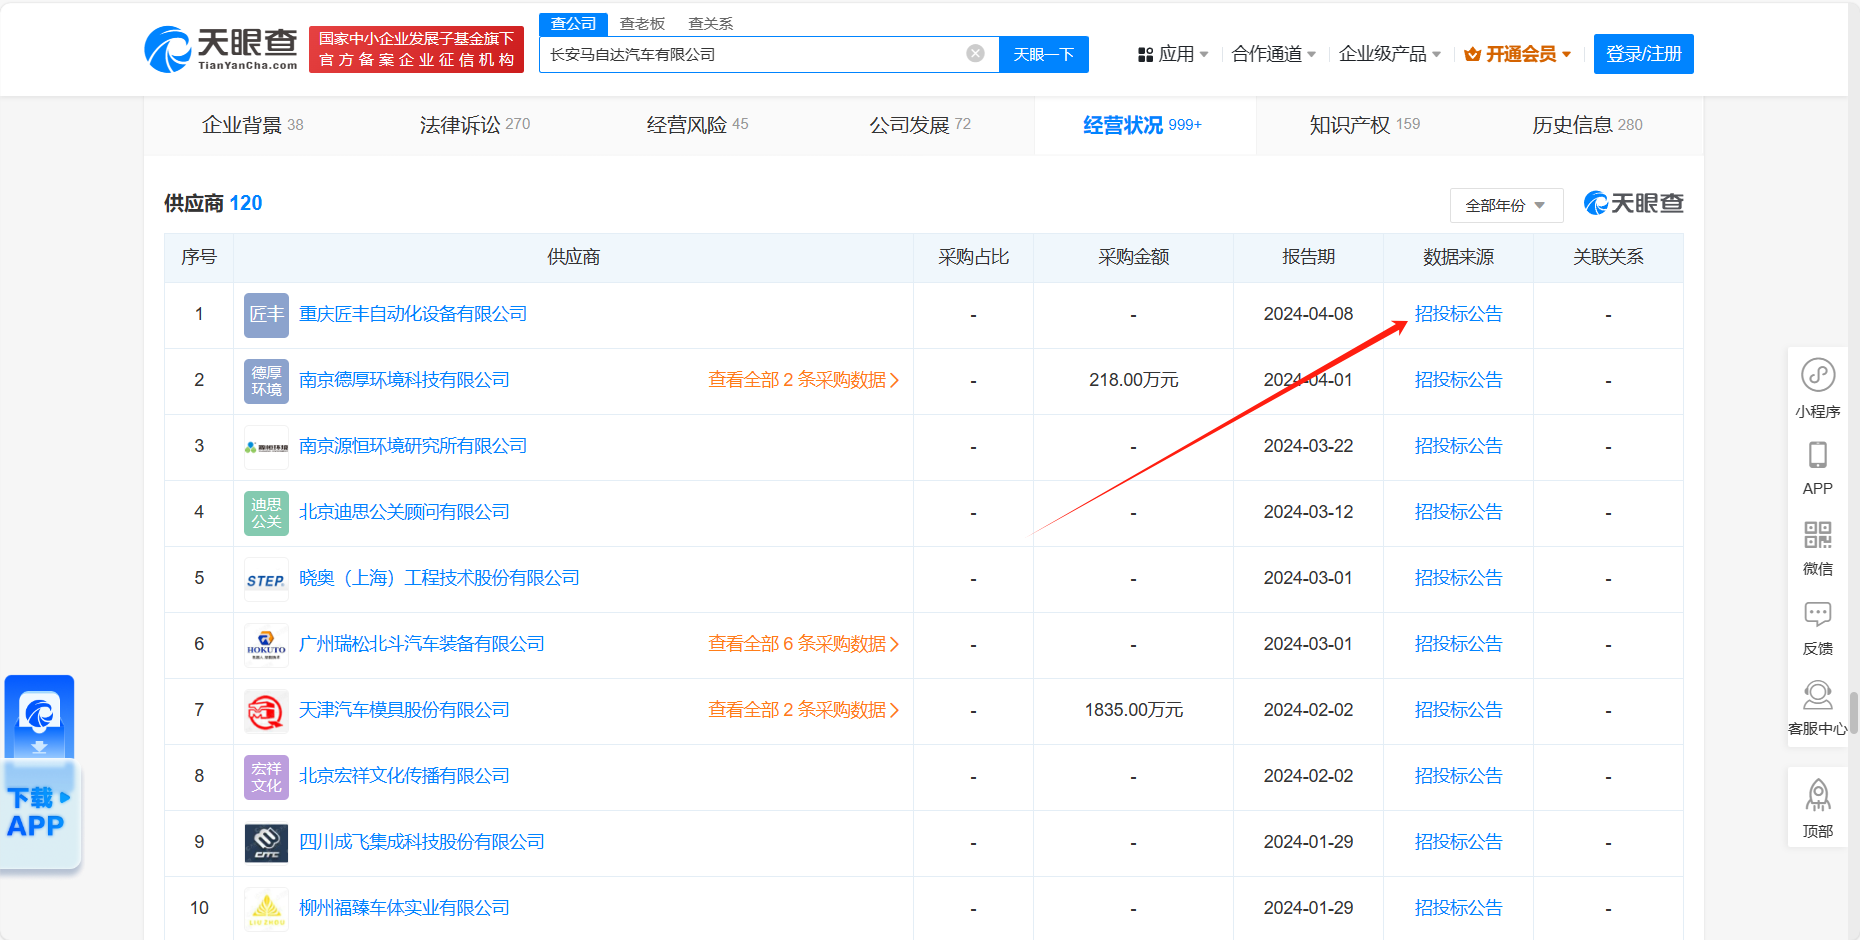 天眼查
TianYanCha.com
国家中小企业发展子基金旗下
官方备案企业征信机构
查公司 查老板 查关系
长安马自达汽车有限公司
天眼一下
应用 合作通道 企业级产品 开通会员 登录/注册
企业背景 38 法律诉讼 270 经营风险 45 公司发展 72 经营状况 999+ 知识产权 159 历史信息 280
供应商 120
全部年份
天眼查
序号 供应商 采购占比 采购金额 报告期 数据来源 关联关系
1 匠丰 重庆匠丰自动化设备有限公司 - - 2024-04-08 招投标公告 -
2 德厚环境 南京德厚环境科技有限公司 查看全部 2 条采购数据 - 218.00万元 2024-04-01 招投标公告 -
3 南京源恒环境研究所有限公司 - - 2024-03-22 招投标公告 -
4 迪思公关 北京迪思公关顾问有限公司 - - 2024-03-12 招投标公告 -
5 STEP 晓奥（上海）工程技术股份有限公司 - - 2024-03-01 招投标公告 -
6 HOKUTO 广州瑞松北斗汽车装备有限公司 查看全部 6 条采购数据 - - 2024-03-01 招投标公告 -
7 天津汽车模具股份有限公司 查看全部 2 条采购数据 - 1835.00万元 2024-02-02 招投标公告 -
8 宏祥文化 北京宏祥文化传播有限公司 - - 2024-02-02 招投标公告 -
9 四川成飞集成科技股份有限公司 - - 2024-01-29 招投标公告 -
10 柳州福臻车体实业有限公司 - - 2024-01-29 招投标公告 -
小程序
APP
微信
反馈
客服中心
顶部
下载
APP